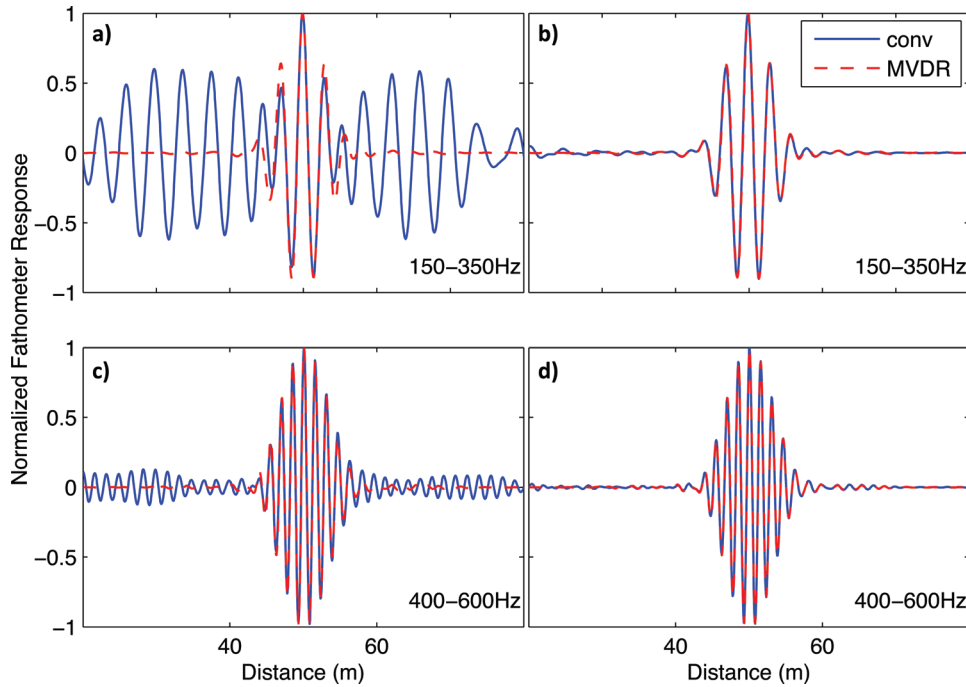 Normalized Fathometer Response
a)
1
0.5
0
−0.5
−1
150−350Hz
b)
conv
MVDR
150−350Hz
c)
1
0.5
0
−0.5
−1
400−600Hz
40
60
Distance (m)
d)
400−600Hz
40
60
Distance (m)